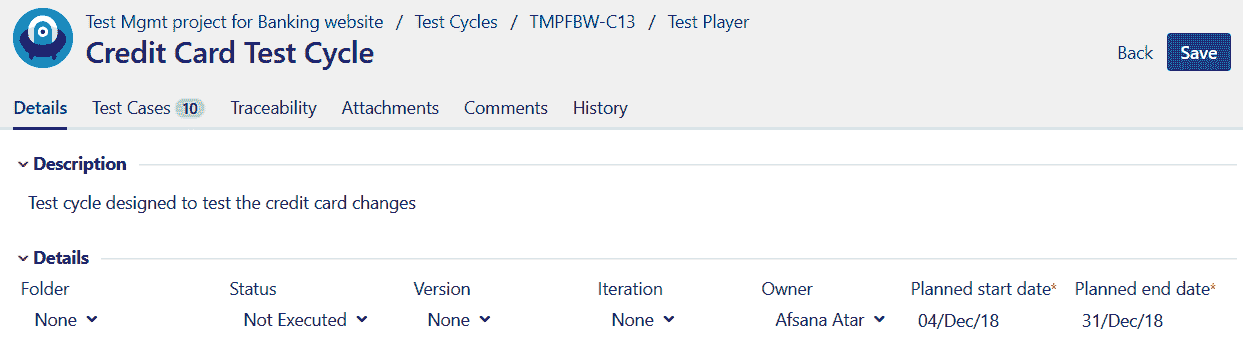 Test Mgmt project for Banking website / Test Cycles / TMPFBW-C13 / Test Player
Credit Card Test Cycle
Back Save
Details Test Cases 10 Traceability Attachments Comments History
Description
Test cycle designed to test the credit card changes
Details
Folder Status Version Iteration Owner Planned start date* Planned end date*
None Not Executed None None Afsana Atar 04/Dec/18 31/Dec/18